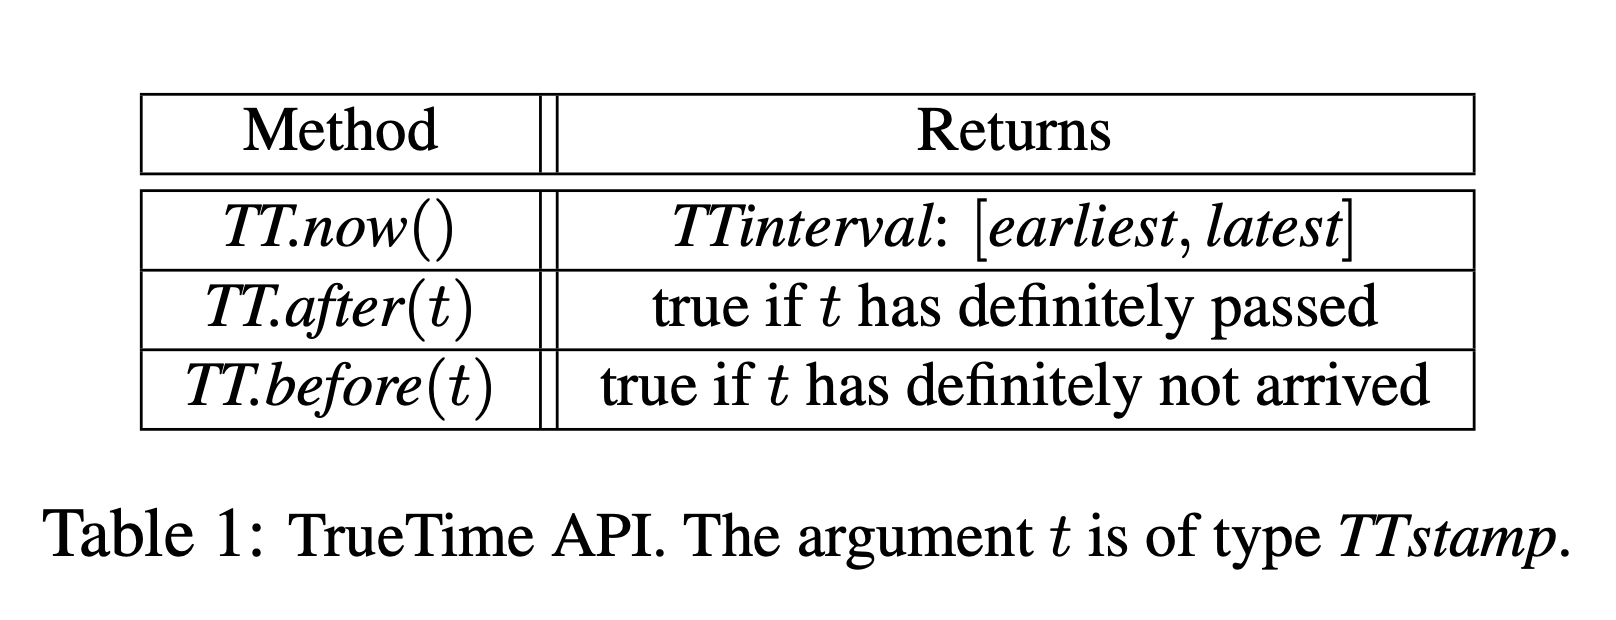 Method Returns
TT.now() TTinterval: [earliest, latest]
TT.after(t) true if t has definitely passed
TT.before(t) true if t has definitely not arrived
Table 1: TrueTime API. The argument t is of type TTstamp.